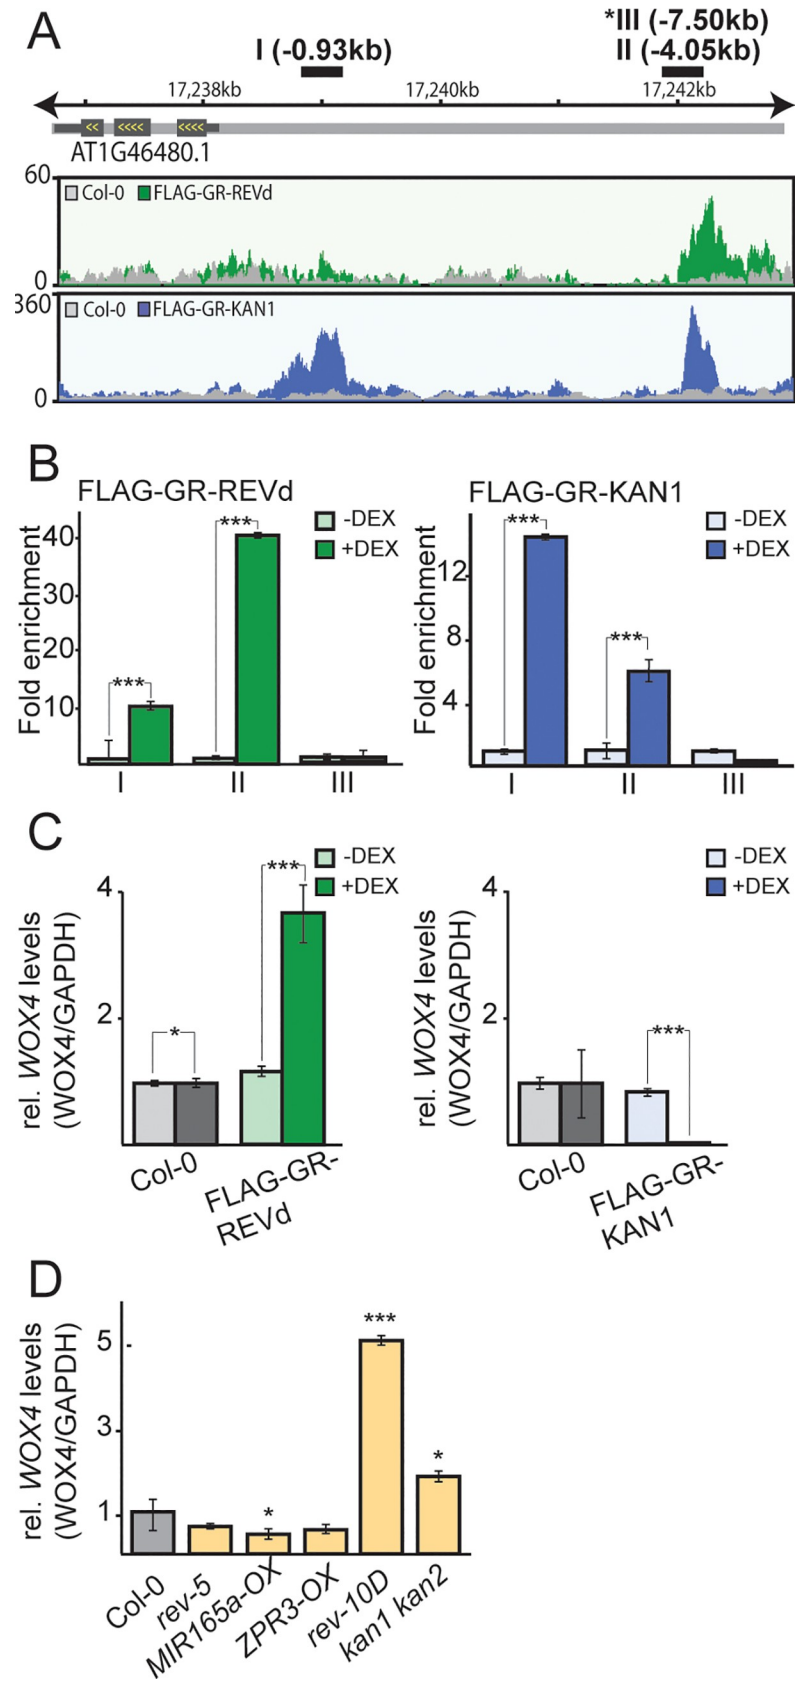 A
*III (-7.50kb)
I (-0.93kb)
II (-4.05kb)
17,238kb 17,240kb 17,242kb
<< <<<< <<<<
AT1G46480.1
60
Col-0 FLAG-GR-REVd
0
360
Col-0 FLAG-GR-KAN1
0
B
FLAG-GR-REVd
Fold enrichment
40
30
20
10
***
***
-DEX
+DEX
I II III
FLAG-GR-KAN1
Fold enrichment
12
8
4
***
***
-DEX
+DEX
I II III
C
rel. WOX4 levels
(WOX4/GAPDH)
4
2
*
***
-DEX
+DEX
Col-0
FLAG-GR-
REVd
rel. WOX4 levels
(WOX4/GAPDH)
4
2
***
-DEX
+DEX
Col-0
FLAG-GR-
KAN1
D
rel. WOX4 levels
(WOX4/GAPDH)
5
3
1
*
***
*
Col-0
rev-5
MIR165a-OX
ZPR3-OX
rev-10D
kan1 kan2